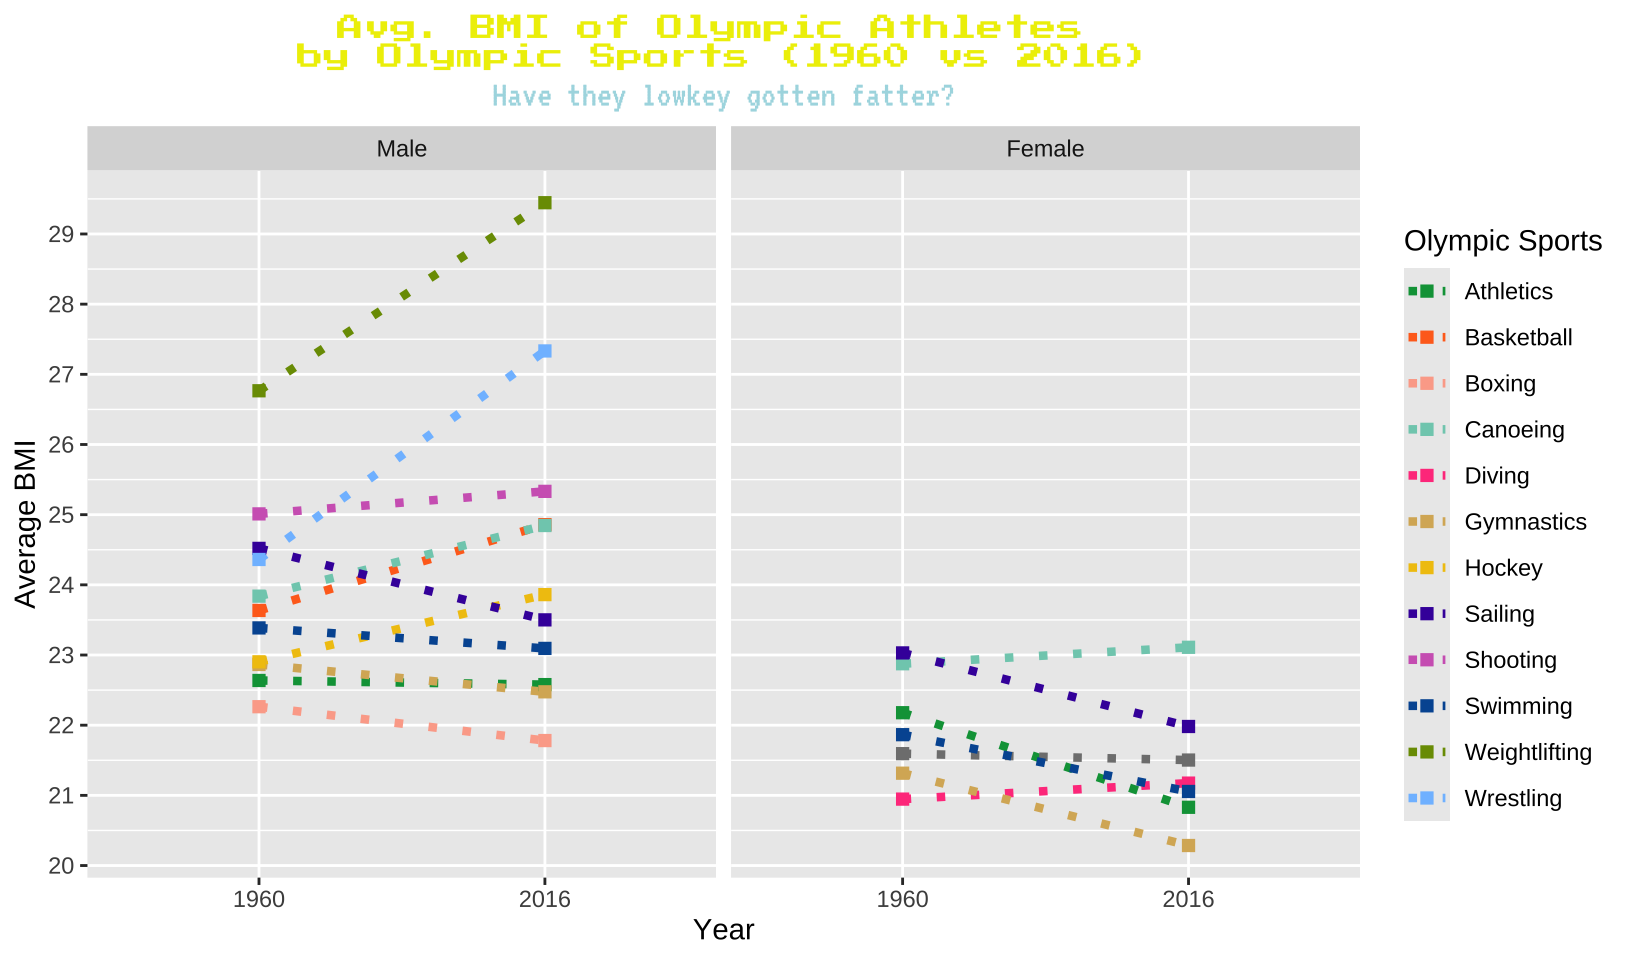 Avg. BMI of Olympic Athletes
by Olympic Sports (1960 vs 2016)
Have they lowkey gotten fatter?
Male
Female
Average BMI
29
28
27
26
25
24
23
22
21
20
1960
2016
1960
2016
Year
Olympic Sports
Athletics
Basketball
Boxing
Canoeing
Diving
Gymnastics
Hockey
Sailing
Shooting
Swimming
Weightlifting
Wrestling